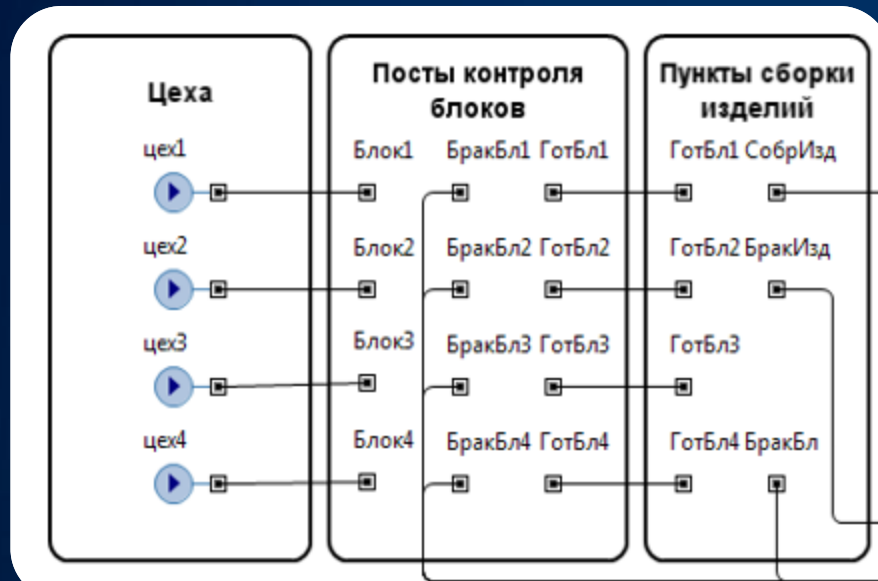 Цеха
Посты контроля
блоков
Пункты сборки
изделий
цех1
Блок1 БракБл1 ГотБл1
ГотБл1 СобрИзд
цех2
Блок2 БракБл2 ГотБл2
ГотБл2 БракИзд
цех3
Блок3 БракБл3 ГотБл3
ГотБл3
цех4
Блок4 БракБл4 ГотБл4
ГотБл4 БракБл